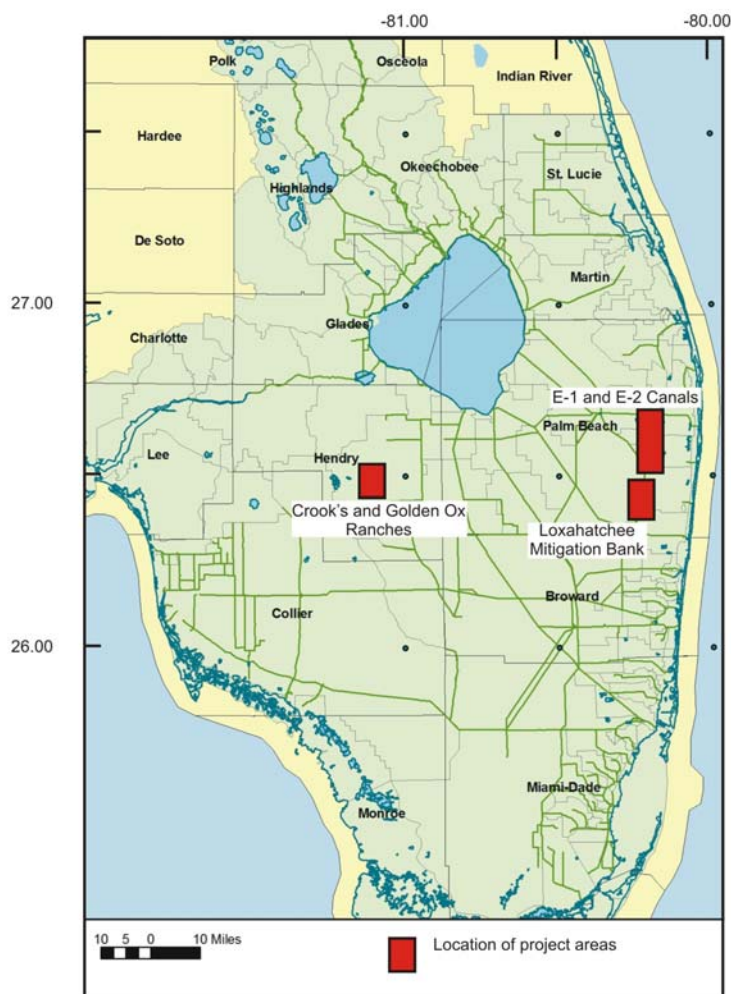 -81.00
-80.00
Polk
Osceola
Indian River
Hardee
Okeechobee
St. Lucie
Highlands
De Soto
Martin
27.00
Glades
Charlotte
E-1 and E-2 Canals
Palm Beach
Lee
Hendry
Crook's and Golden Ox
Ranches
Loxahatchee
Mitigation Bank
Broward
Collier
26.00
Miami-Dade
Monroe
10 5 0 10 Miles
Location of project areas